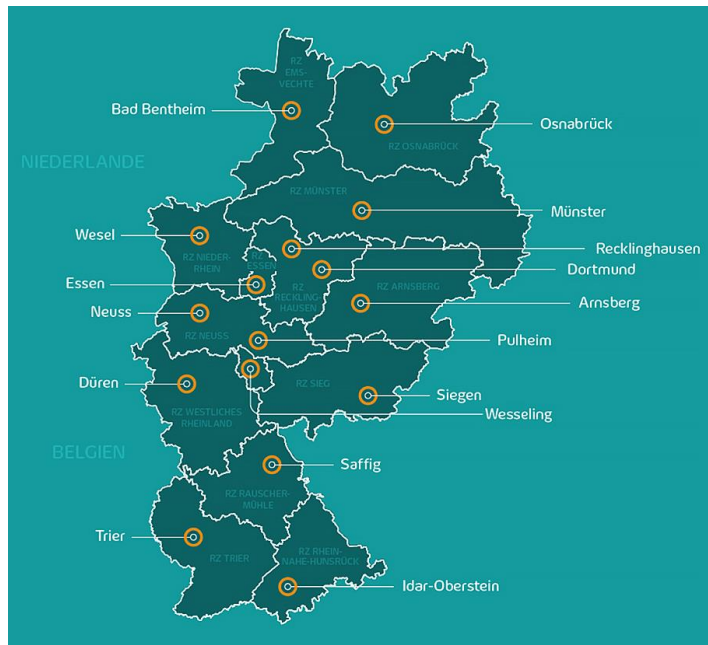 RZ
EMS-
VECHTE
Bad Bentheim
Osnabrück
RZ OSNABRÜCK
NIEDERLANDE
RZ MÜNSTER
Münster
Wesel
Recklinghausen
RZ NIEDER-
RHEIN
RZ
ESSEN
Dortmund
Essen
RZ
RECKLING-
HAUSEN
RZ ARNSBERG
Arnsberg
Neuss
RZ NEUSS
Pulheim
Düren
RZ SIEG
Siegen
RZ WESTLICHES
RHEINLAND
Wesseling
BELGIEN
Saffig
RZ RAUSCHER-
MÜHLE
Trier
RZ TRIER
RZ RHEIN-
NAHE-HUNSRÜCK
Idar-Oberstein